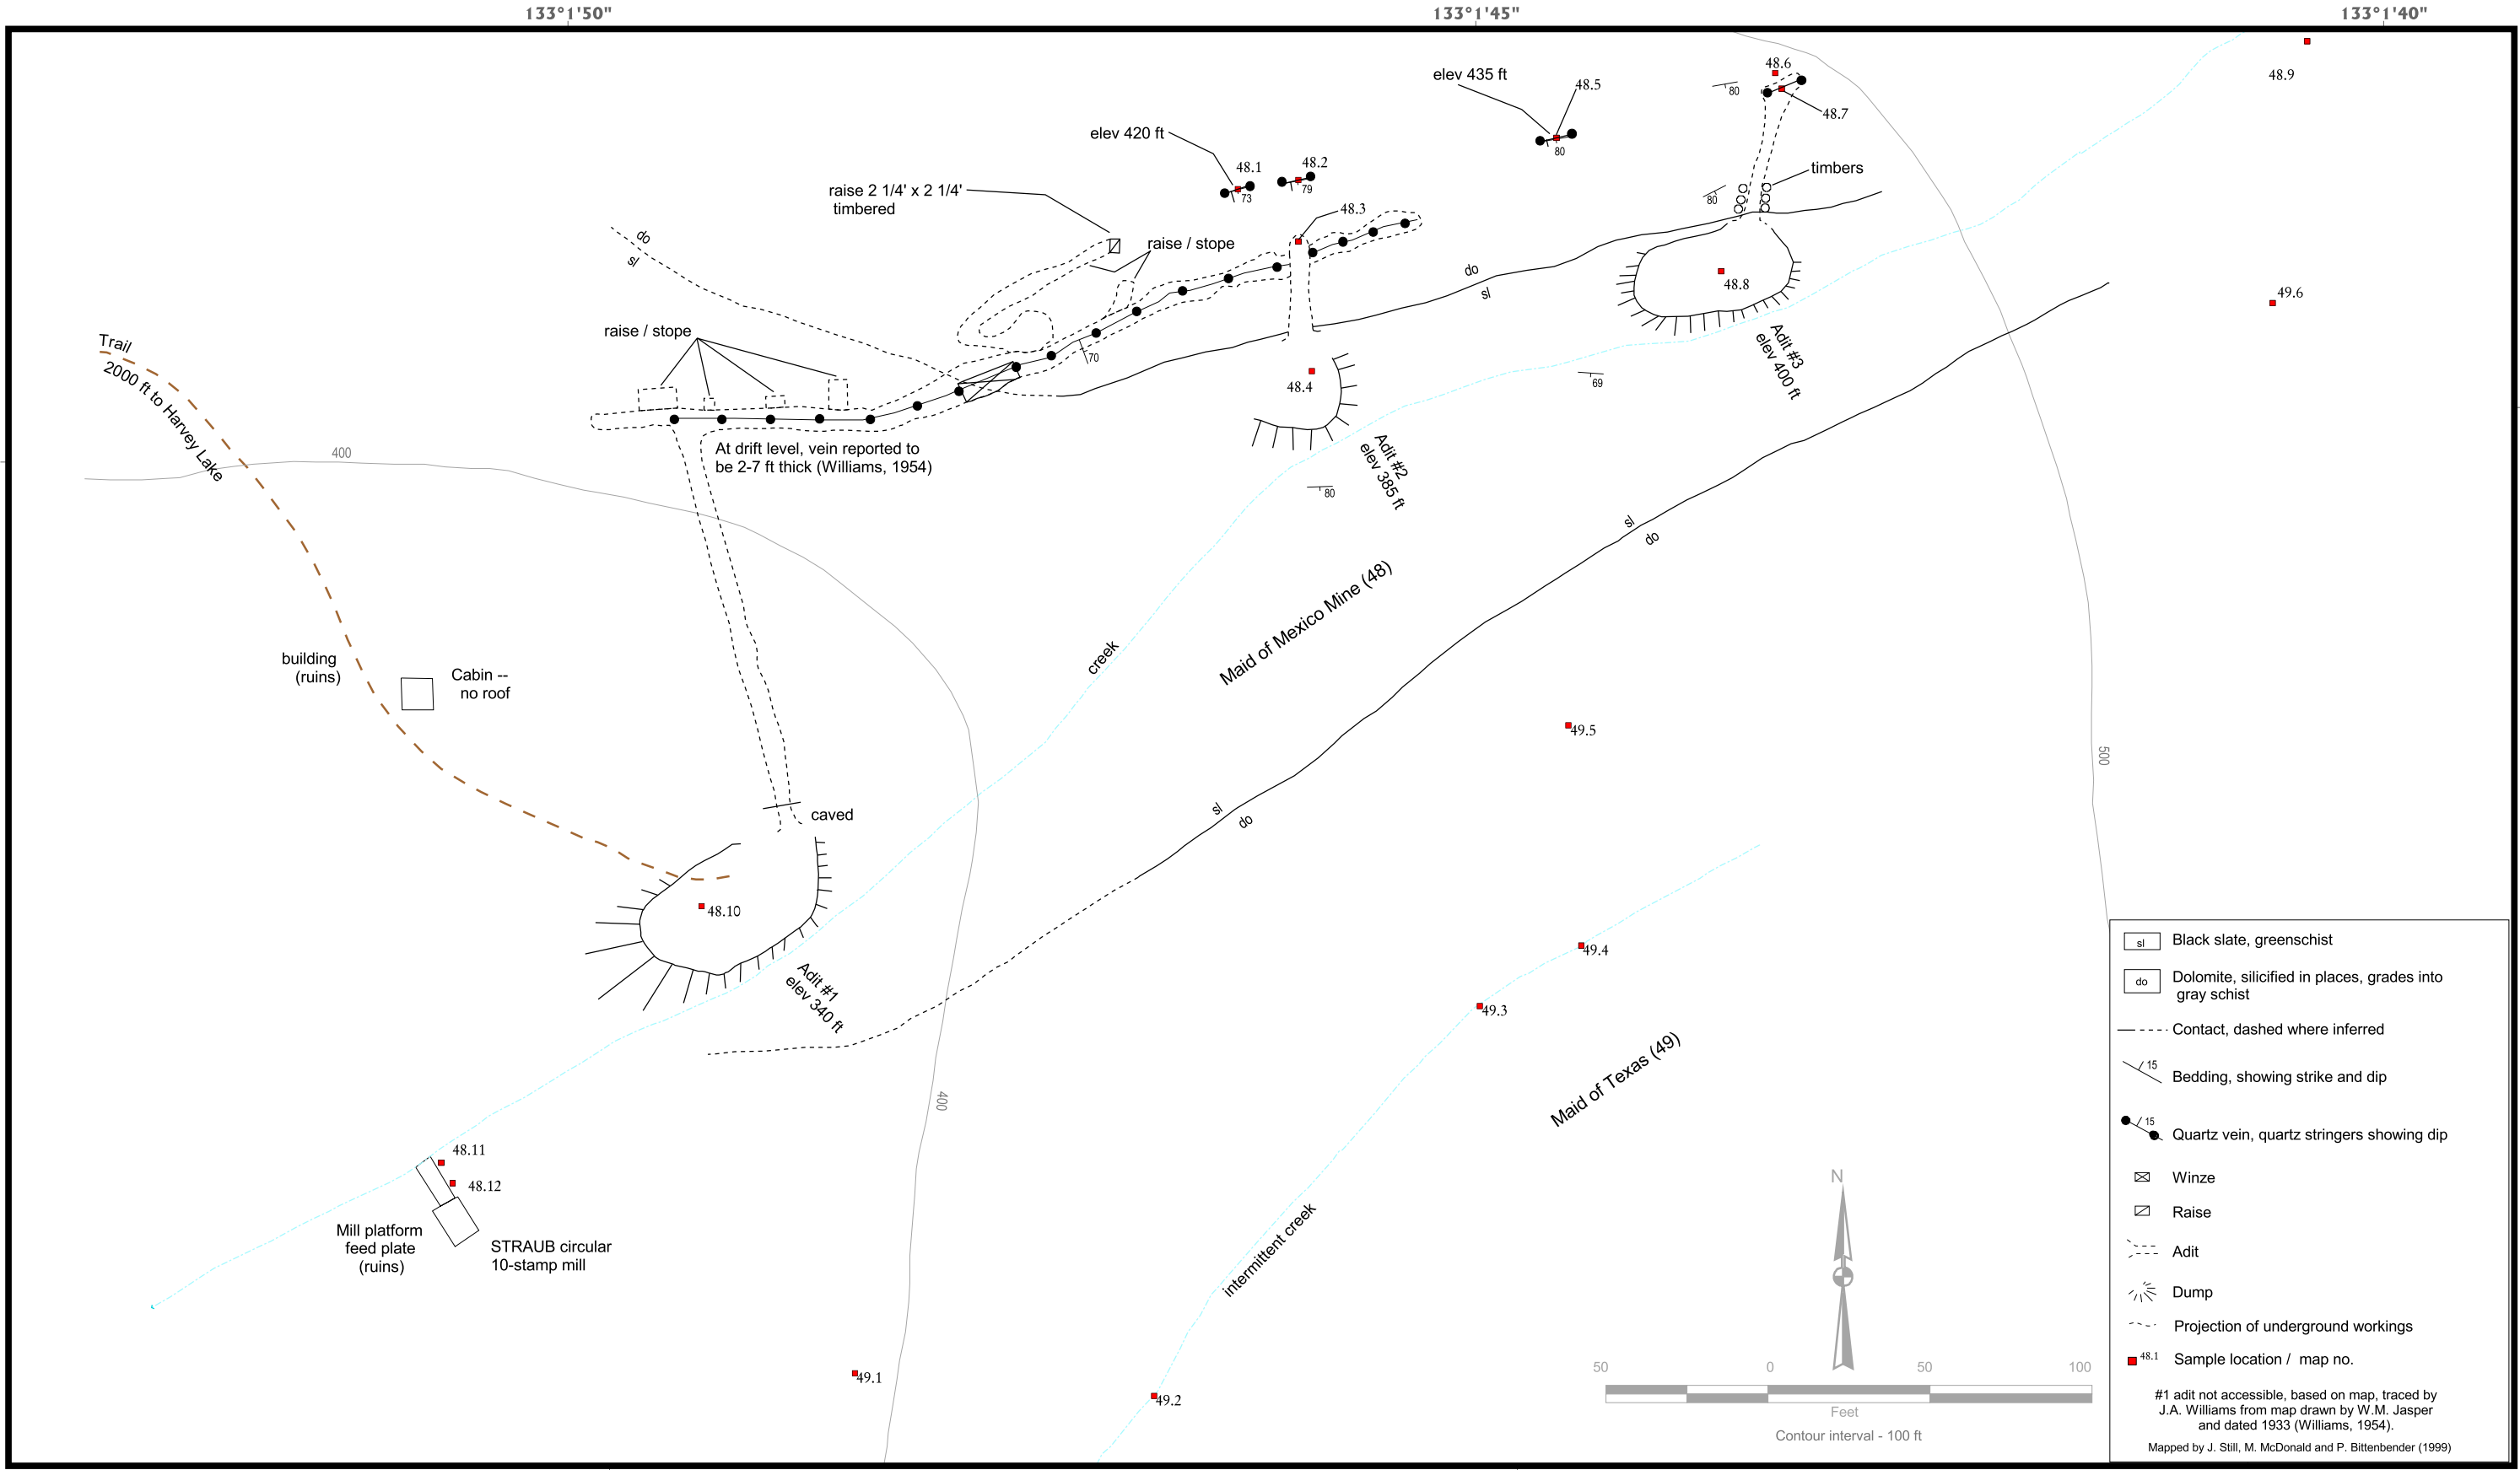 133°1'50"
133°1'45"
133°1'40"
48.9
elev 435 ft
48.5
80
80
48.6
48.7
timbers
80
elev 420 ft
48.1
73
48.2
79
raise 2 1/4' x 2 1/4'
timbered
48.3
raise / stope
do
sl
do
sl
48.8
49.6
Adit #3
elev 400 ft
raise / stope
70
48.4
69
Trail
2000 ft to Harvey Lake
400
At drift level, vein reported to
be 2-7 ft thick (Williams, 1954)
Adit #2
elev 385 ft
80
sl
do
Maid of Mexico Mine (48)
creek
building
(ruins)
Cabin --
no roof
49.5
500
caved
sl
do
48.10
Adit #1
elev 340 ft
49.4
49.3
Maid of Texas (49)
400
48.11
48.12
Mill platform
feed plate
(ruins)
STRAUB circular
10-stamp mill
intermittent creek
49.1
49.2
N
50
0
50
100
Feet
Contour interval - 100 ft
sl
Black slate, greenschist
do
Dolomite, silicified in places, grades into
gray schist
Contact, dashed where inferred
15
Bedding, showing strike and dip
15
Quartz vein, quartz stringers showing dip
Winze
Raise
Adit
Dump
Projection of underground workings
48.1
Sample location / map no.
#1 adit not accessible, based on map, traced by
J.A. Williams from map drawn by W.M. Jasper
and dated 1933 (Williams, 1954).
Mapped by J. Still, M. McDonald and P. Bittenbender (1999)